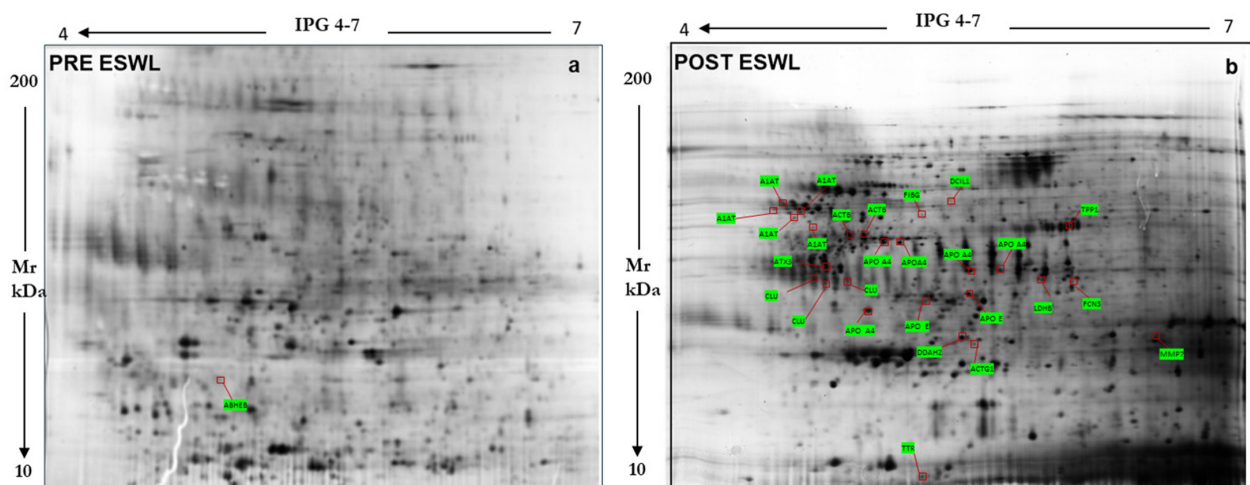 IPG 4-7
4
7
PRE ESWL
a
200
Mr
kDa
10
ABHEB
IPG 4-7
4
7
POST ESWL
b
200
Mr
kDa
10
A1AT
A1AT
DCIL1
A1AT
FIBG
ACTB
ACTB
TPP1
A1AT
A1AT
APO A4
APOA4
APO A4
APO A4
ATX3
CLU
CLU
LDHB
FCN3
CLU
APO A4
APO E
APO E
DDAH2
ACTG1
MMP7
TTR